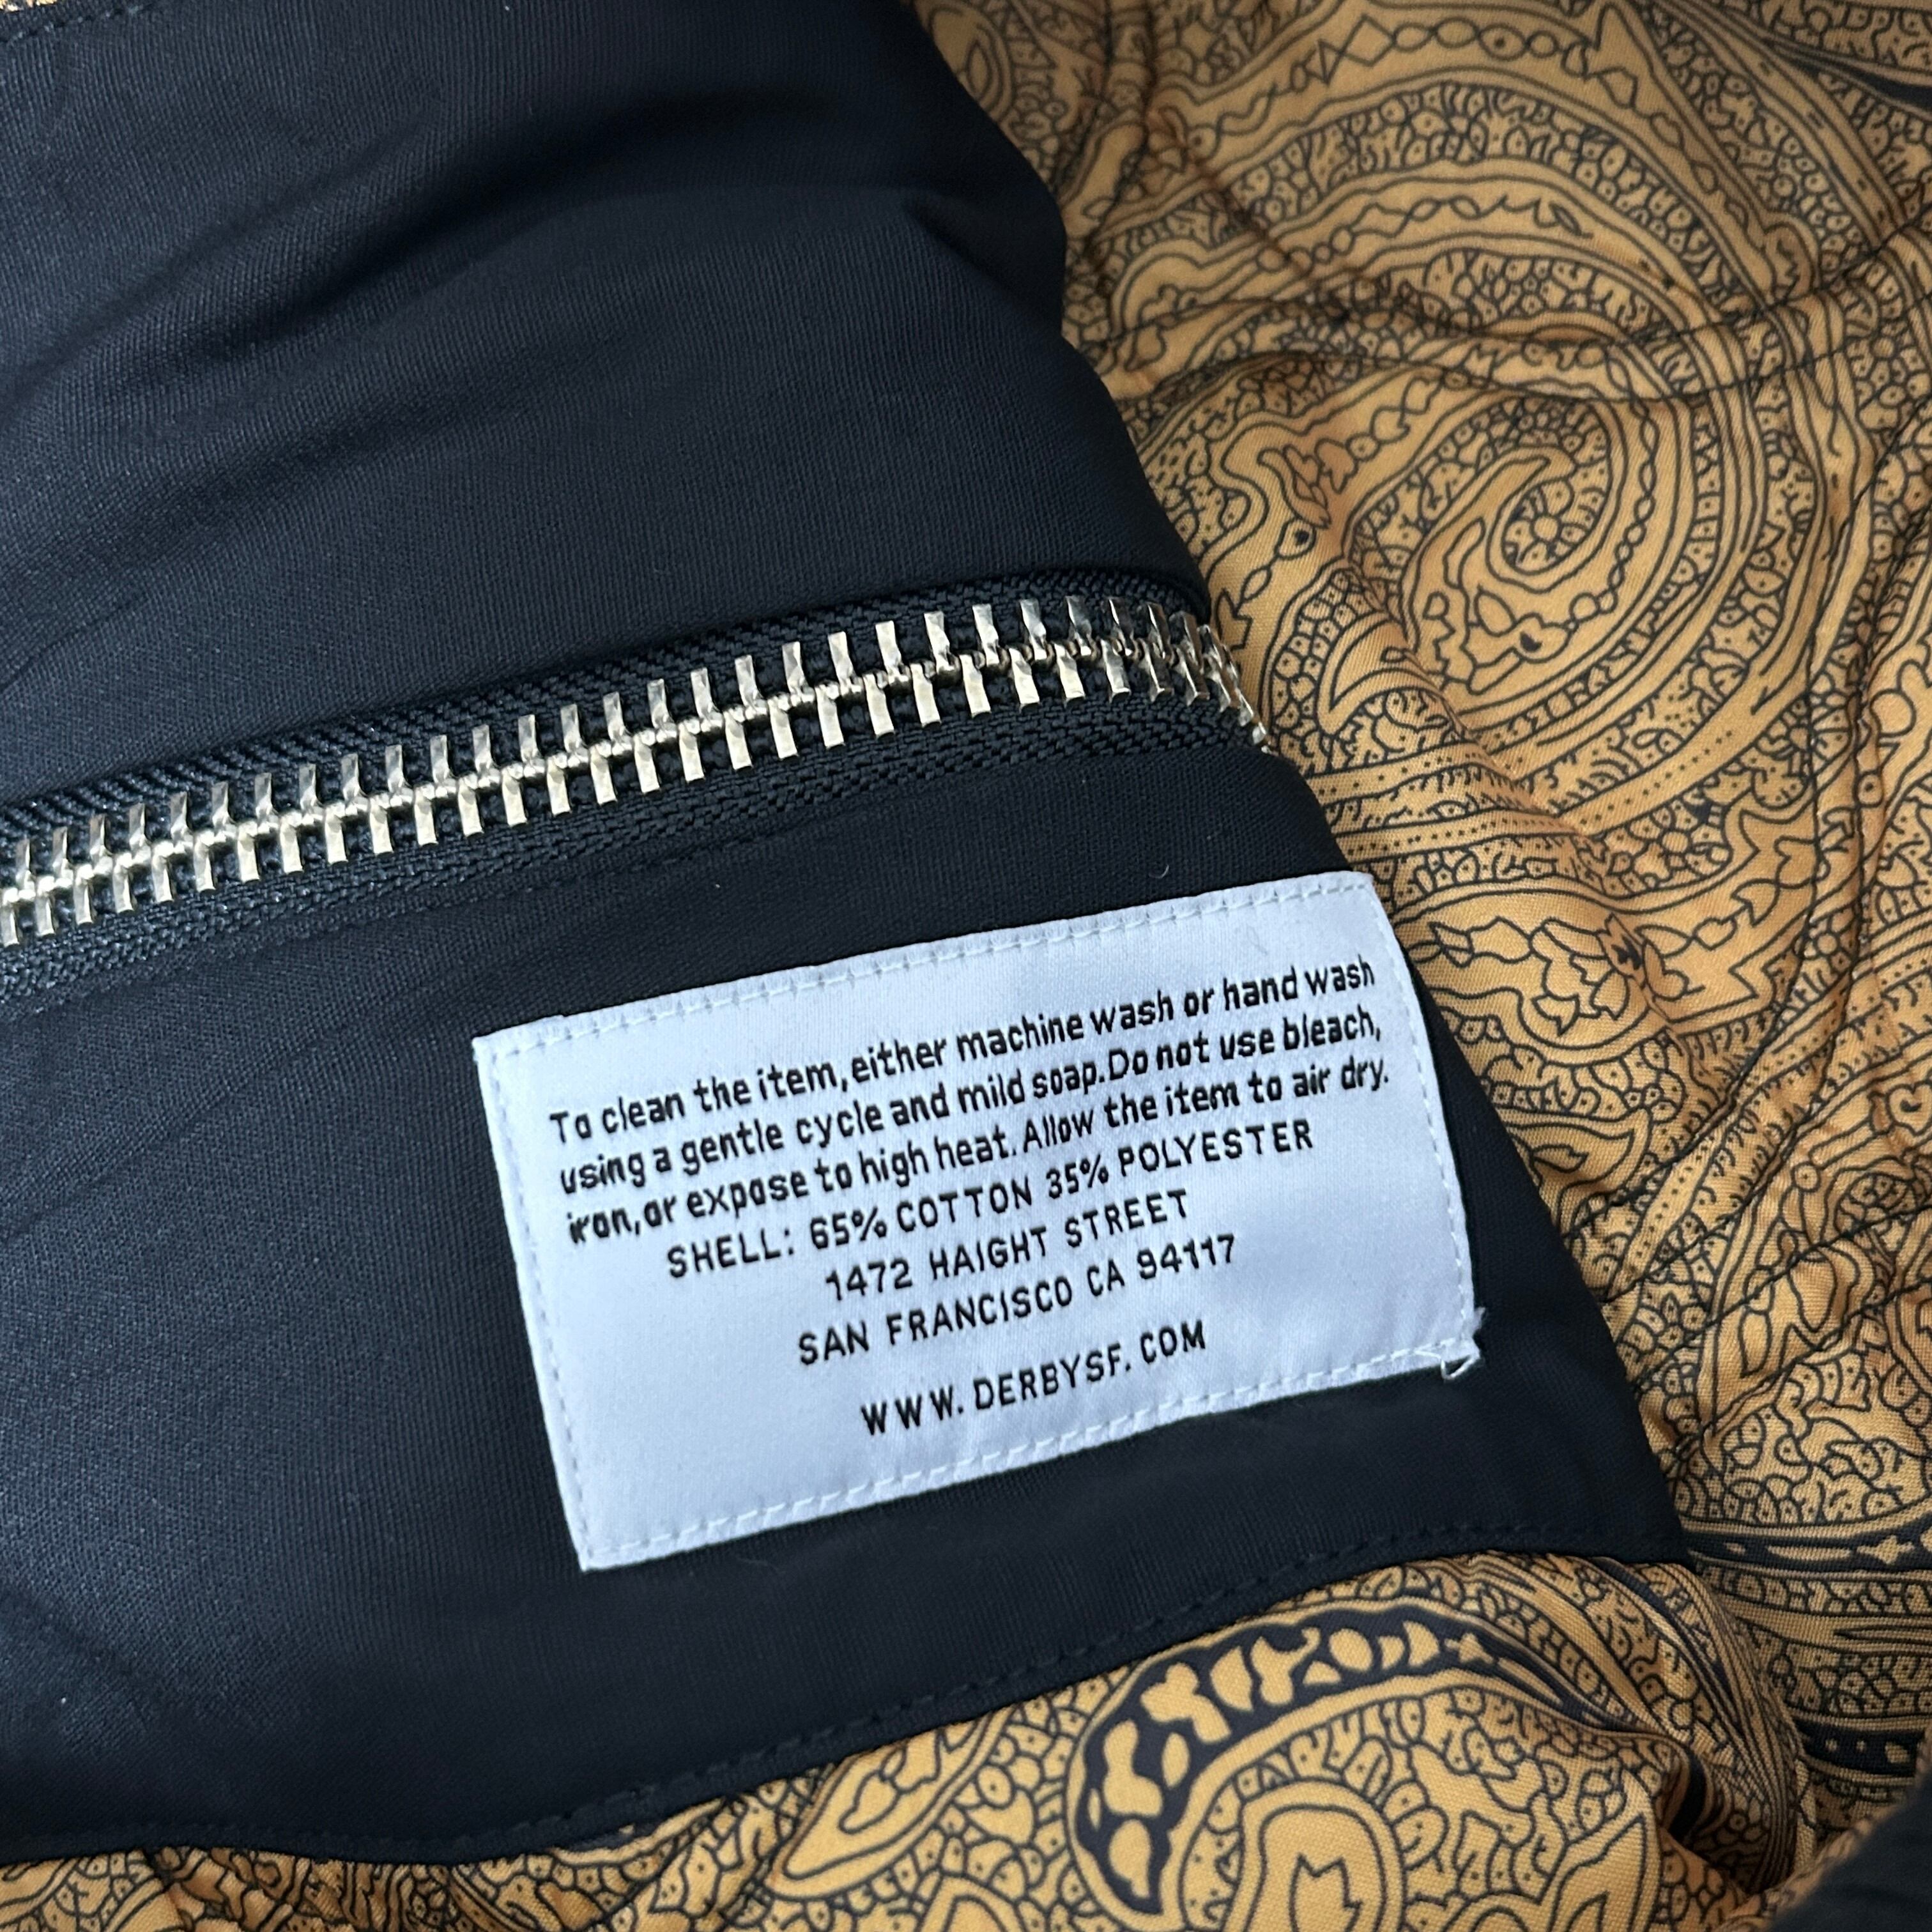 To clean the item,either machine wash or hand wash
using a gentle cycle and mild soap.Do not use bleach,
iron,or expose to high heat.Allow the item to air dry.
SHELL: 65% COTTON 35% POLYESTER
1472 HAIGHT STREET
SAN FRANCISCO CA 94117
WWW.DERBYSF.COM